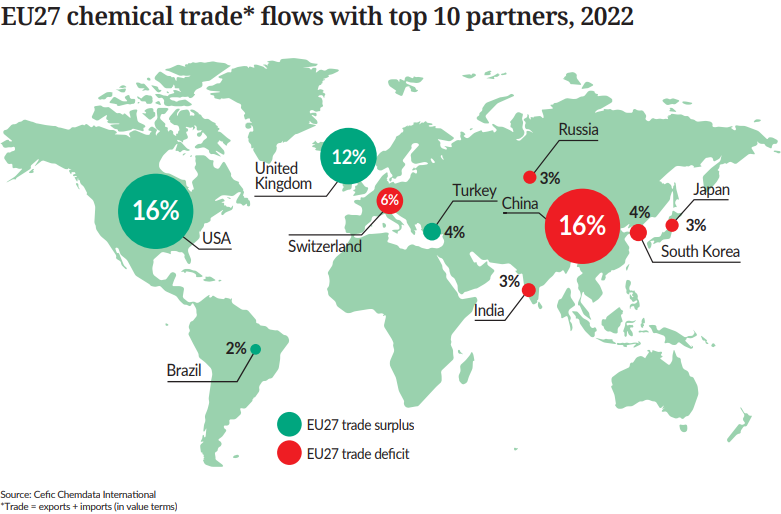 EU27 chemical trade* flows with top 10 partners, 2022
Russia
3%
United
Kingdom
12%
Turkey
4%
China
16%
4%
Japan
3%
6%
Switzerland
16%
USA
South Korea
3%
India
2%
Brazil
EU27 trade surplus
EU27 trade deficit
Source: Cefic Chemdata International
*Trade = exports + imports (in value terms)